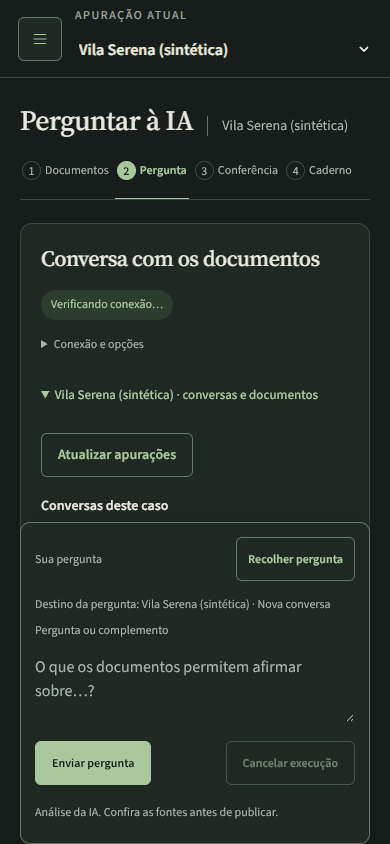 APURAÇÃO ATUAL
Vila Serena (sintética)
Perguntar à IA
Vila Serena (sintética)
1 Documentos 2 Pergunta 3 Conferência 4 Caderno
Conversa com os documentos
Verificando conexão...
Conexão e opções
Vila Serena (sintética) · conversas e documentos
Atualizar apurações
Conversas deste caso
Sua pergunta
Recolher pergunta
Destino da pergunta: Vila Serena (sintética) · Nova conversa
Pergunta ou complemento
O que os documentos permitem afirmar
sobre...?
Enviar pergunta
Cancelar execução
Análise da IA. Confira as fontes antes de publicar.